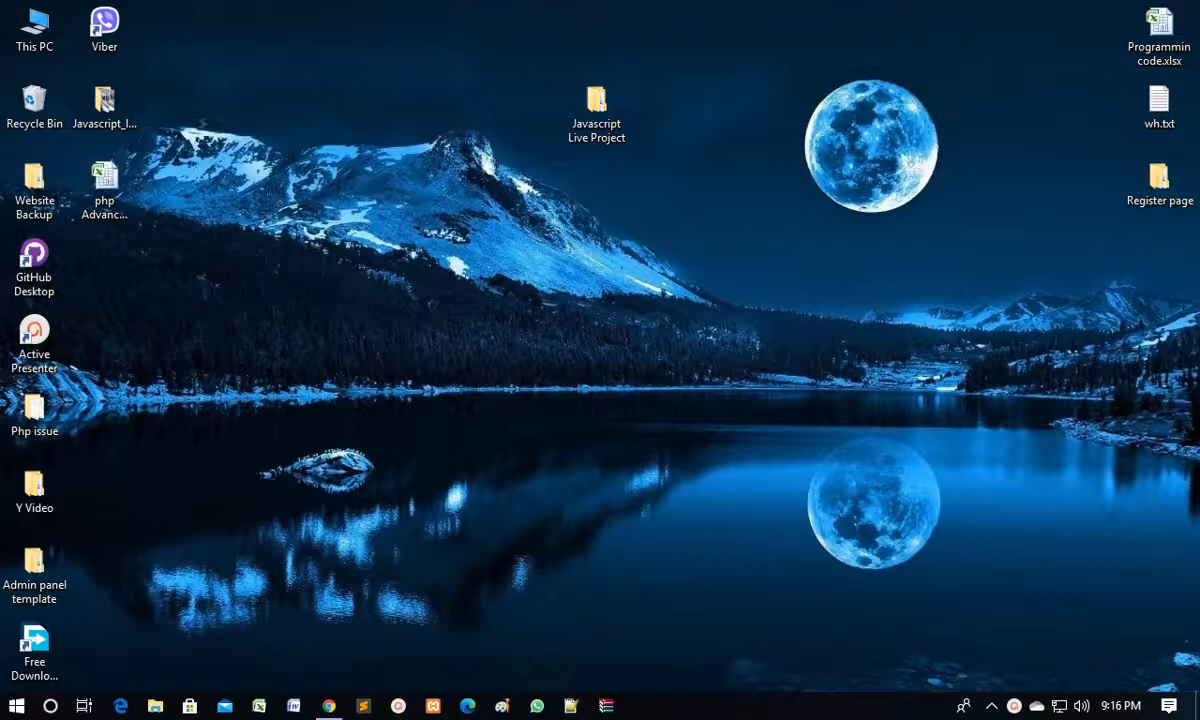 This PC
Viber
Recycle Bin
Javascript_l...
Website
Backup
php
Advanc...
GitHub
Desktop
Active
Presenter
Php issue
Y Video
Admin panel
template
Free
Downlo...
Javascript
Live Project
Programmin
code.xlsx
wh.txt
Register page
9:16 PM